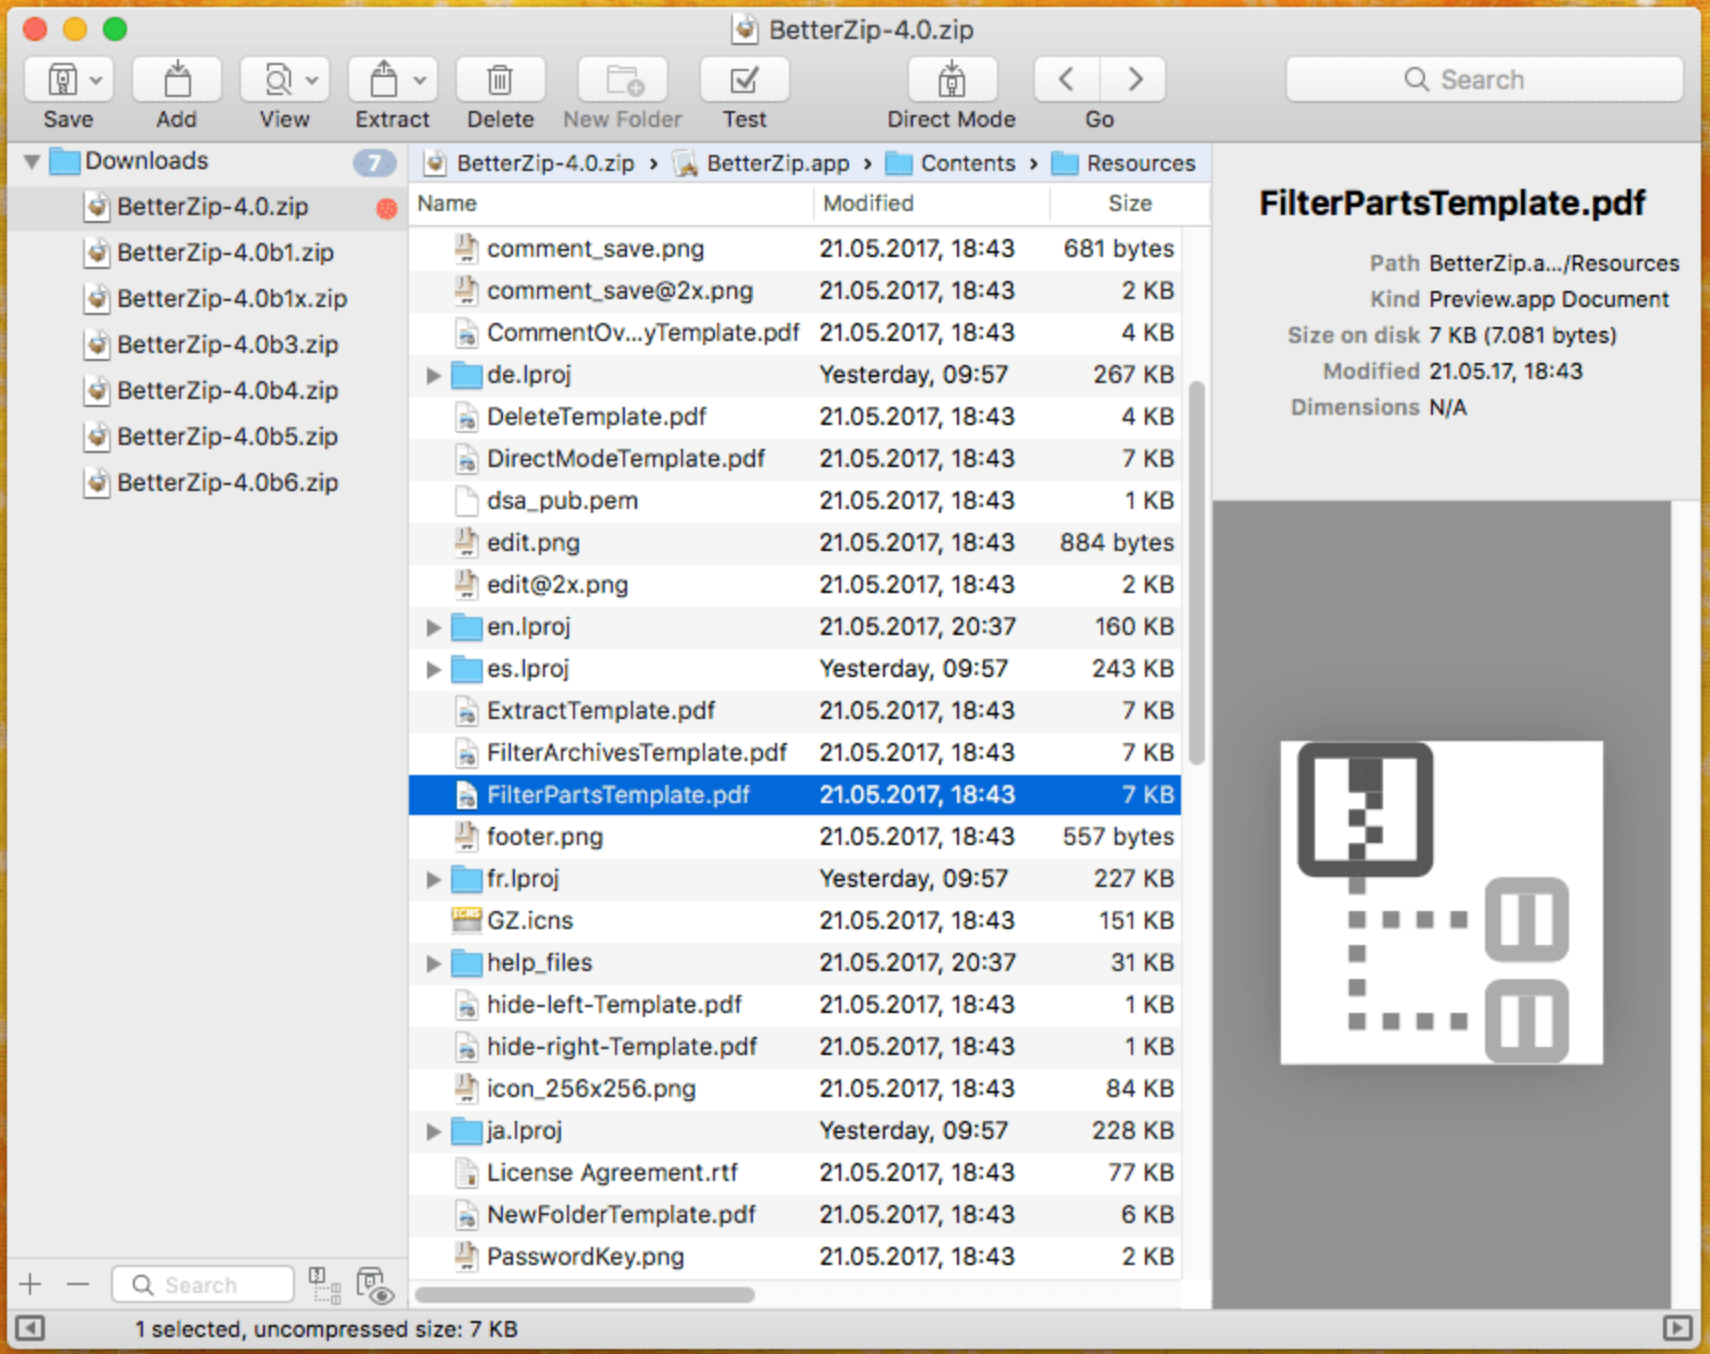 BetterZip-4.0.zip
Save Add View Extract Delete New Folder Test Direct Mode Go Search
Downloads 7
BetterZip-4.0.zip
BetterZip-4.0b1.zip
BetterZip-4.0b1x.zip
BetterZip-4.0b3.zip
BetterZip-4.0b4.zip
BetterZip-4.0b5.zip
BetterZip-4.0b6.zip
Search
BetterZip-4.0.zip › BetterZip.app › Contents › Resources
Name Modified Size
comment_save.png 21.05.2017, 18:43 681 bytes
comment_save@2x.png 21.05.2017, 18:43 2 KB
CommentOv...yTemplate.pdf 21.05.2017, 18:43 4 KB
de.lproj Yesterday, 09:57 267 KB
DeleteTemplate.pdf 21.05.2017, 18:43 4 KB
DirectModeTemplate.pdf 21.05.2017, 18:43 7 KB
dsa_pub.pem 21.05.2017, 18:43 1 KB
edit.png 21.05.2017, 18:43 884 bytes
edit@2x.png 21.05.2017, 18:43 2 KB
en.lproj 21.05.2017, 20:37 160 KB
es.lproj Yesterday, 09:57 243 KB
ExtractTemplate.pdf 21.05.2017, 18:43 7 KB
FilterArchivesTemplate.pdf 21.05.2017, 18:43 7 KB
FilterPartsTemplate.pdf 21.05.2017, 18:43 7 KB
footer.png 21.05.2017, 18:43 557 bytes
fr.lproj Yesterday, 09:57 227 KB
GZ.icns 21.05.2017, 18:43 151 KB
help_files 21.05.2017, 20:37 31 KB
hide-left-Template.pdf 21.05.2017, 18:43 1 KB
hide-right-Template.pdf 21.05.2017, 18:43 1 KB
icon_256x256.png 21.05.2017, 18:43 84 KB
ja.lproj Yesterday, 09:57 228 KB
License Agreement.rtf 21.05.2017, 18:43 77 KB
NewFolderTemplate.pdf 21.05.2017, 18:43 6 KB
PasswordKey.png 21.05.2017, 18:43 2 KB
FilterPartsTemplate.pdf
Path BetterZip.a.../Resources
Kind Preview.app Document
Size on disk 7 KB (7.081 bytes)
Modified 21.05.17, 18:43
Dimensions N/A
1 selected, uncompressed size: 7 KB